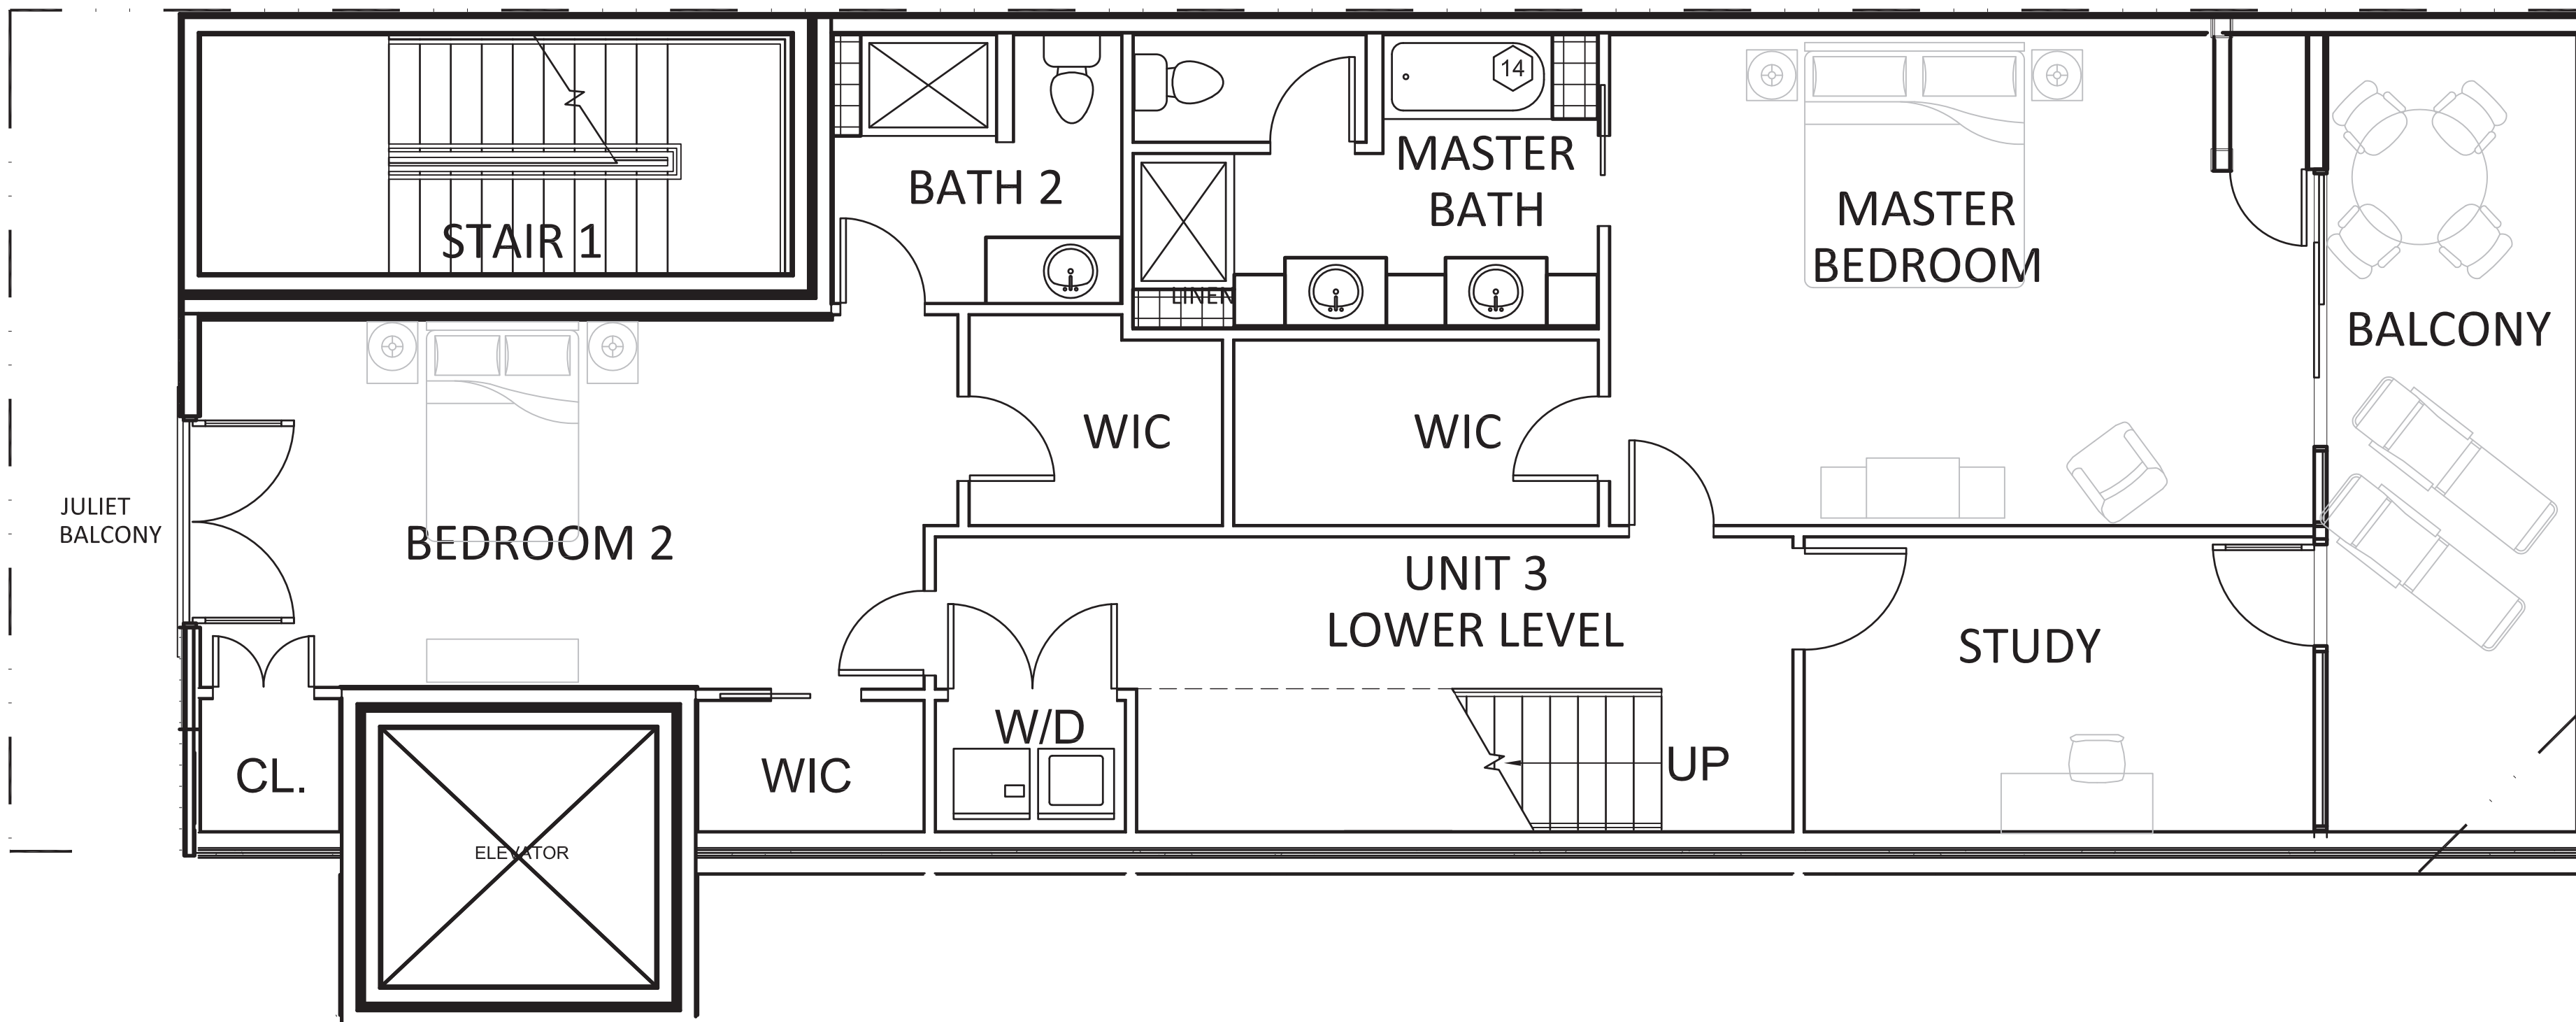 14
MASTER
BATH
BATH 2
STAIR 1
LINEN
MASTER
BEDROOM
BALCONY
WIC
WIC
JULIET
BALCONY
BEDROOM 2
UNIT 3
LOWER LEVEL
STUDY
W/D
UP
CL.
WIC
ELEVATOR